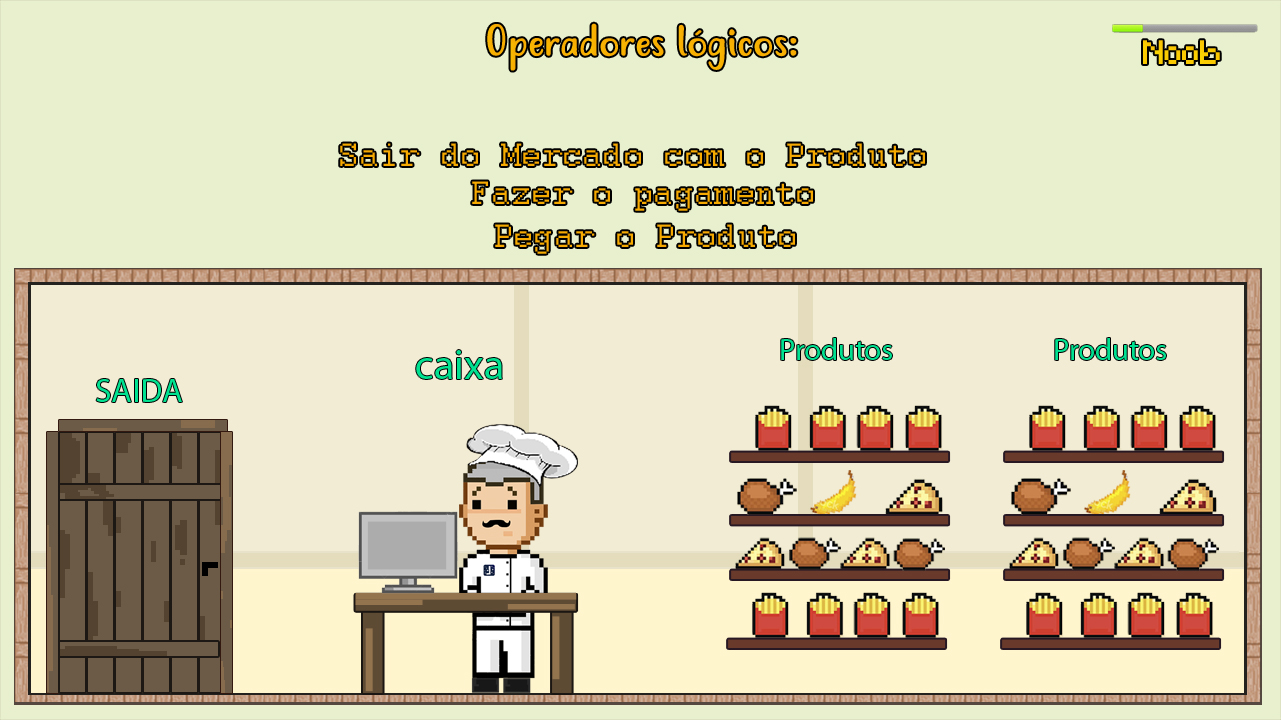 Operadores lógicos:
Noob
Sair do Mercado com o Produto
Fazer o pagamento
Pegar o Produto
SAIDA
caixa
Produtos
Produtos